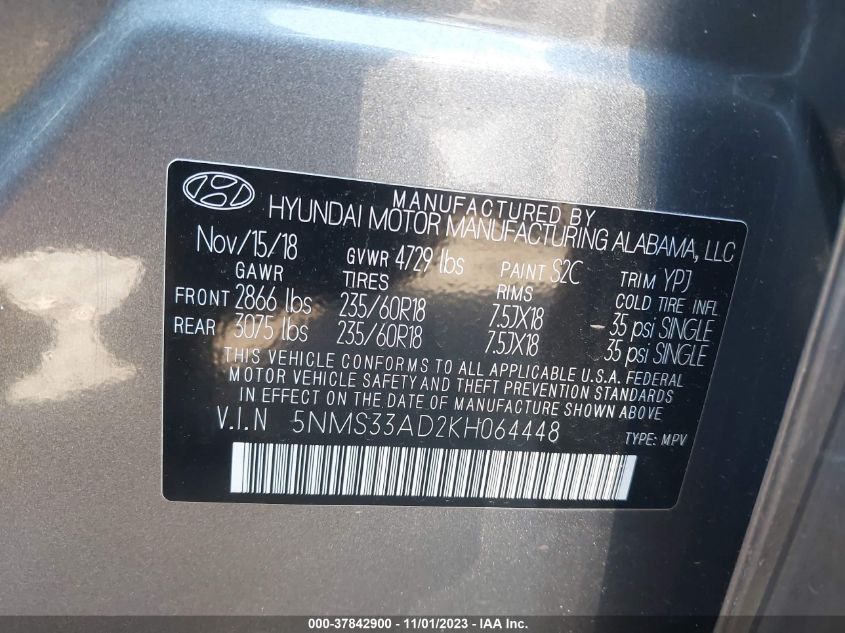 MANUFACTURED BY
HYUNDAI MOTOR MANUFACTURING ALABAMA, LLC
Nov/15/18 GVWR 4729 lbs PAINT S2C TRIM YPJ
GAWR TIRES RIMS COLD TIRE INFL
FRONT 2866 lbs 235/60R18 7.5JX18 35 psi SINGLE
REAR 3075 lbs 235/60R18 7.5JX18 35 psi SINGLE
THIS VEHICLE CONFORMS TO ALL APPLICABLE U.S.A. FEDERAL
MOTOR VEHICLE SAFETY AND THEFT PREVENTION STANDARDS
IN EFFECT ON THE DATE OF MANUFACTURE SHOWN ABOVE.
V.I.N 5NMS33AD2KH064448 TYPE: MPV
000-37842900 — 11/01/2023 — IAA Inc.